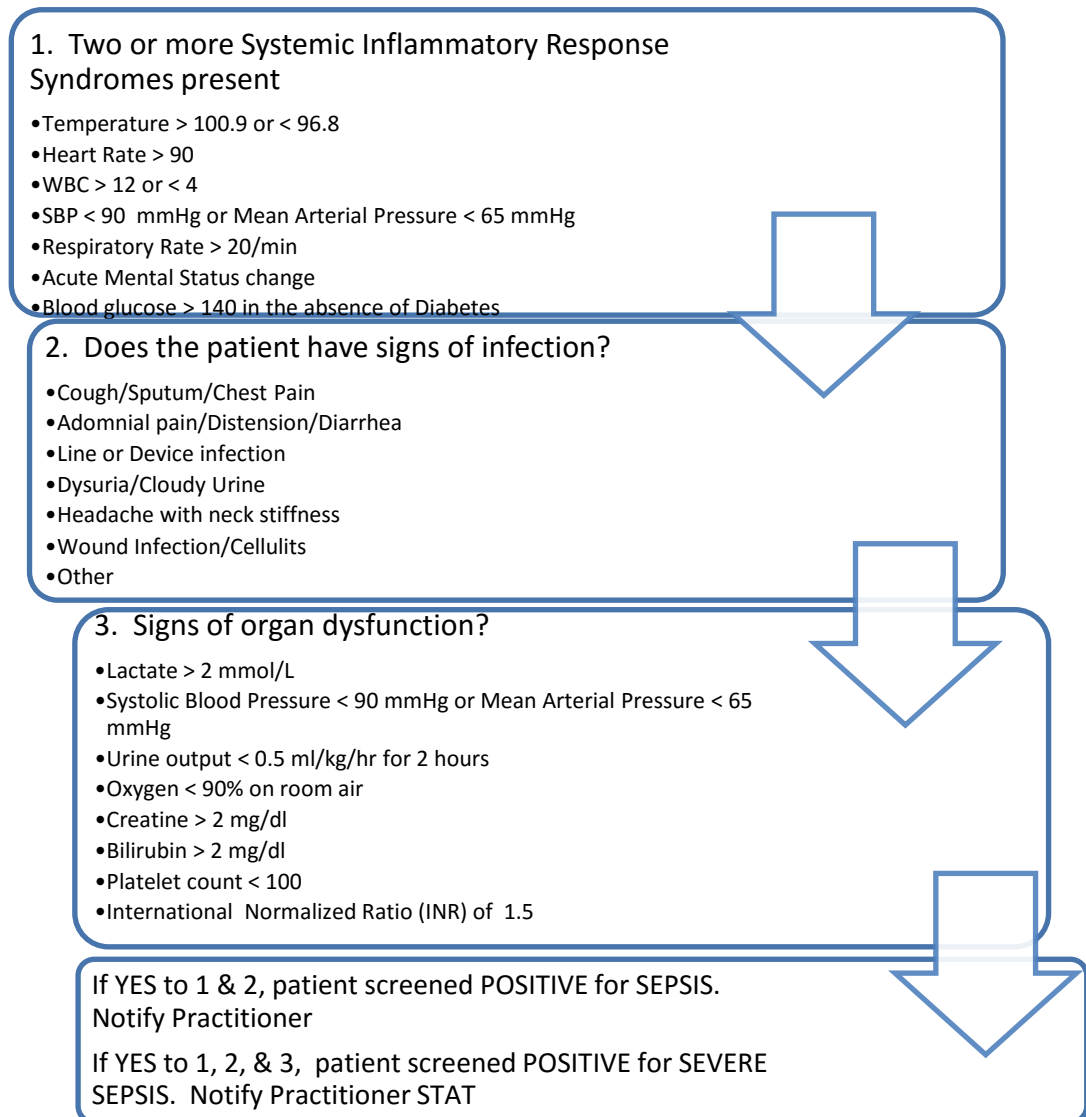 1.  Two or more Systemic Inflammatory Response
Syndromes present
•Temperature > 100.9 or < 96.8
•Heart Rate > 90
•WBC > 12 or < 4
•SBP < 90  mmHg or Mean Arterial Pressure < 65 mmHg
•Respiratory Rate > 20/min
•Acute Mental Status change
•Blood glucose > 140 in the absence of Diabetes
2.  Does the patient have signs of infection?
•Cough/Sputum/Chest Pain
•Adomnial pain/Distension/Diarrhea
•Line or Device infection
•Dysuria/Cloudy Urine
•Headache with neck stiffness
•Wound Infection/Cellulits
•Other
3.  Signs of organ dysfunction?
•Lactate > 2 mmol/L
•Systolic Blood Pressure < 90 mmHg or Mean Arterial Pressure < 65
mmHg
•Urine output < 0.5 ml/kg/hr for 2 hours
•Oxygen < 90% on room air
•Creatine > 2 mg/dl
•Bilirubin > 2 mg/dl
•Platelet count < 100
•International  Normalized Ratio (INR) of  1.5
If YES to 1 & 2, patient screened POSITIVE for SEPSIS.
Notify Practitioner
If YES to 1, 2, & 3,  patient screened POSITIVE for SEVERE
SEPSIS.  Notify Practitioner STAT